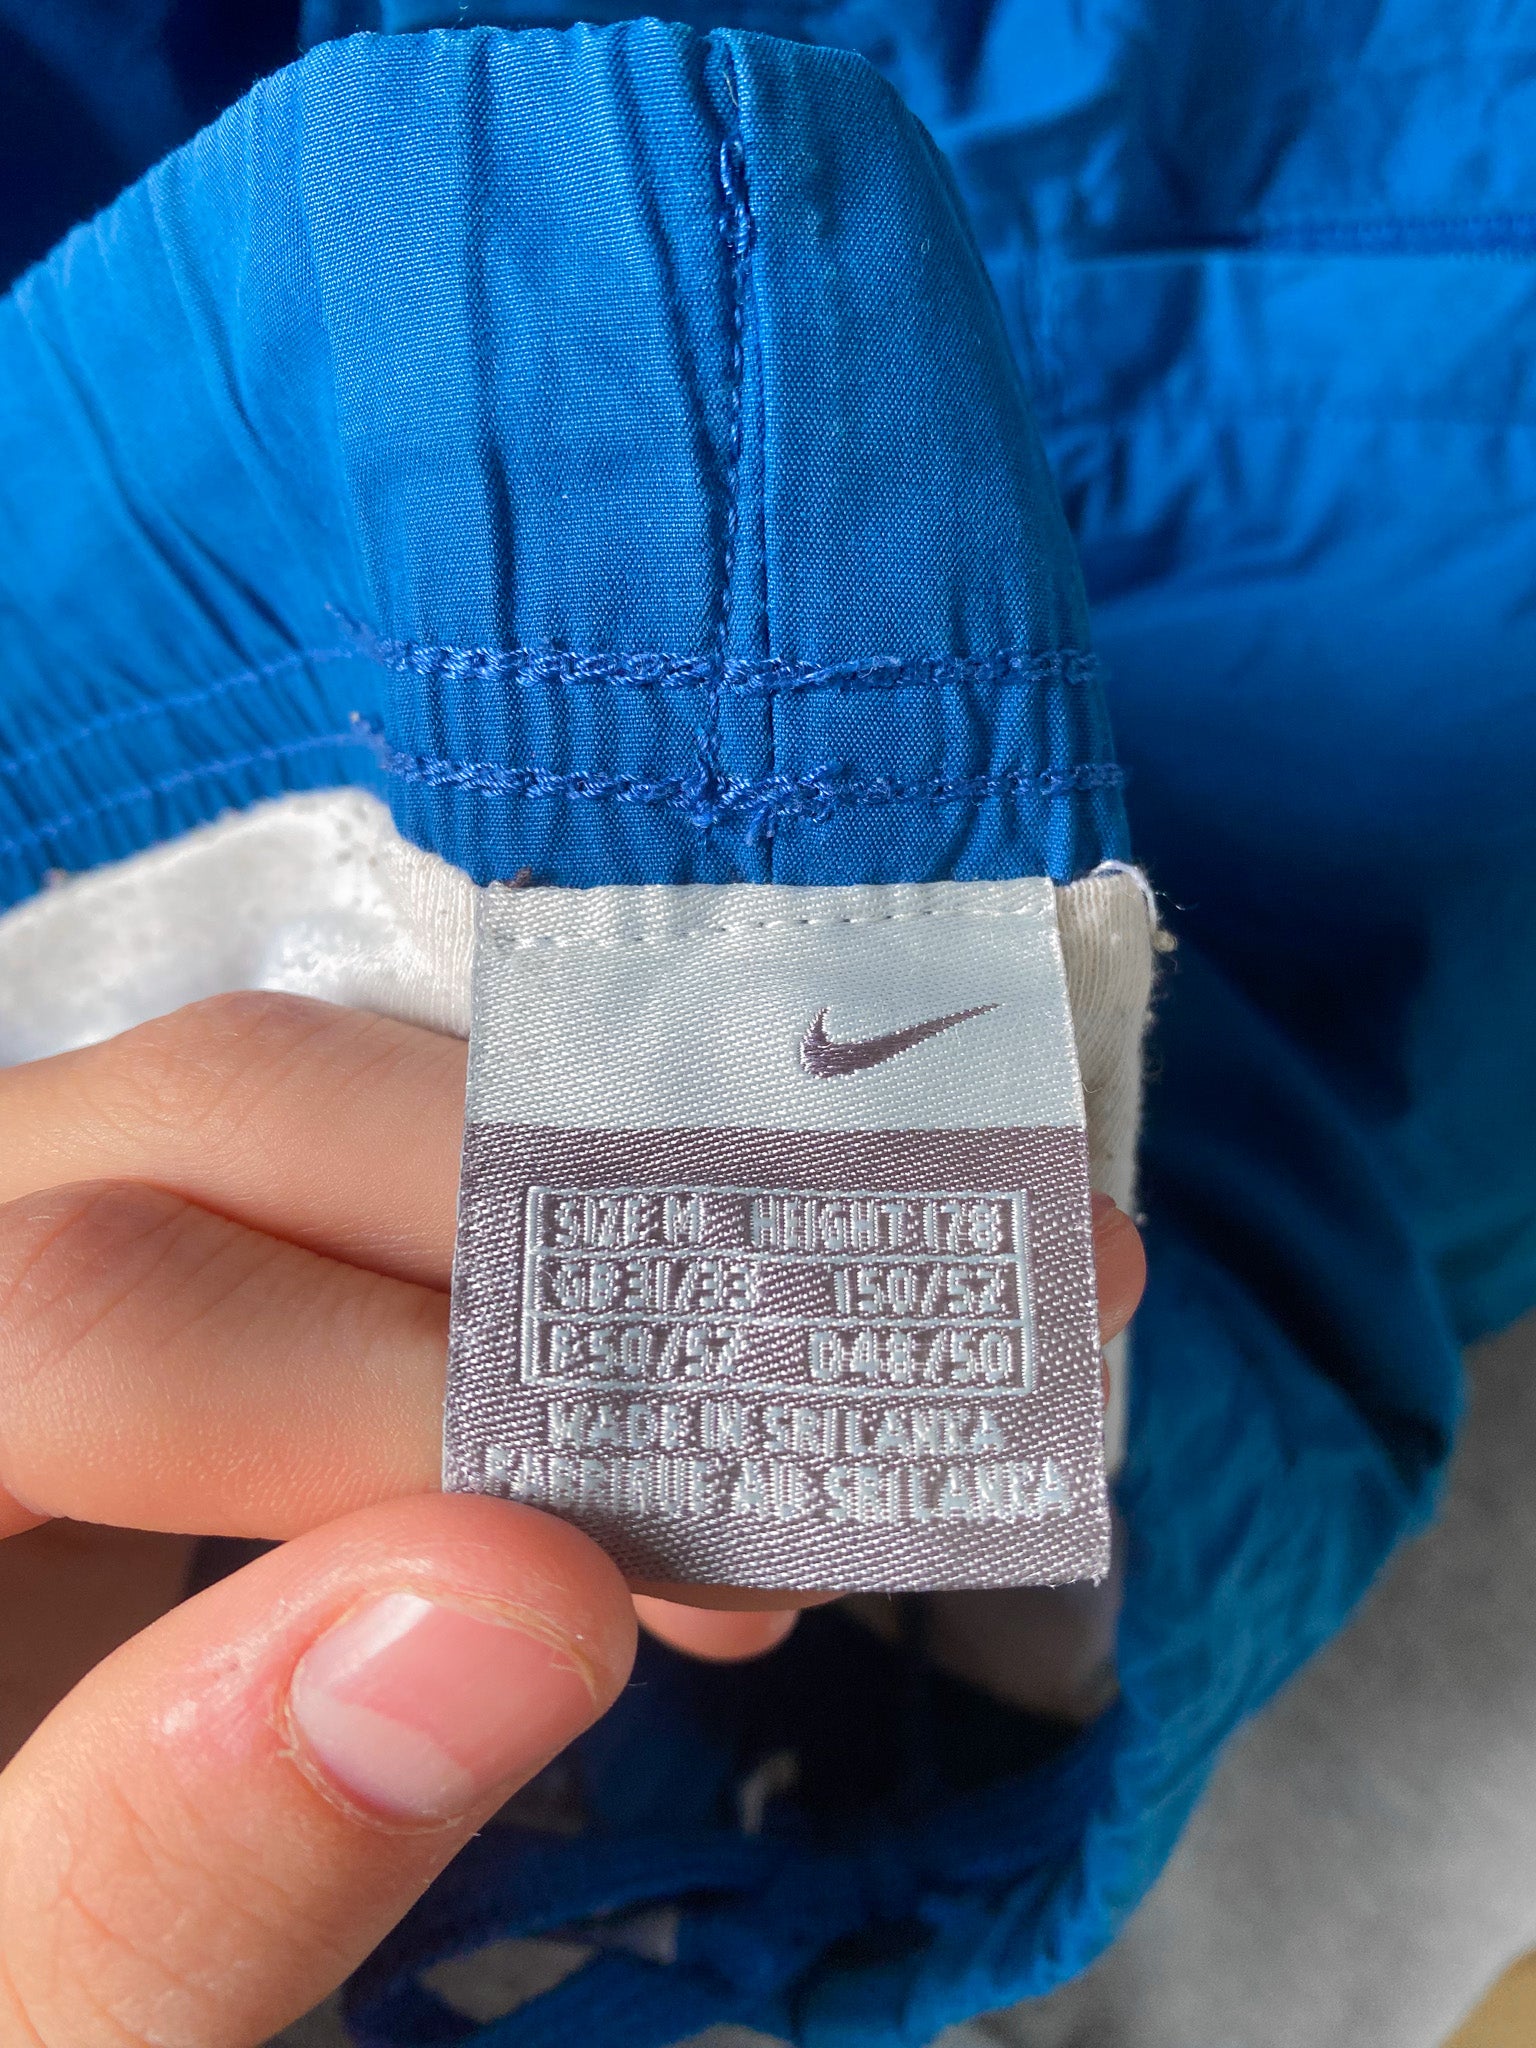 SIZE M HEIGHT 178
GB 31/33 I 50/52
F 50/52 D 48/50
MADE IN SRI LANKA
FABRIQUE AU SRI LANCA